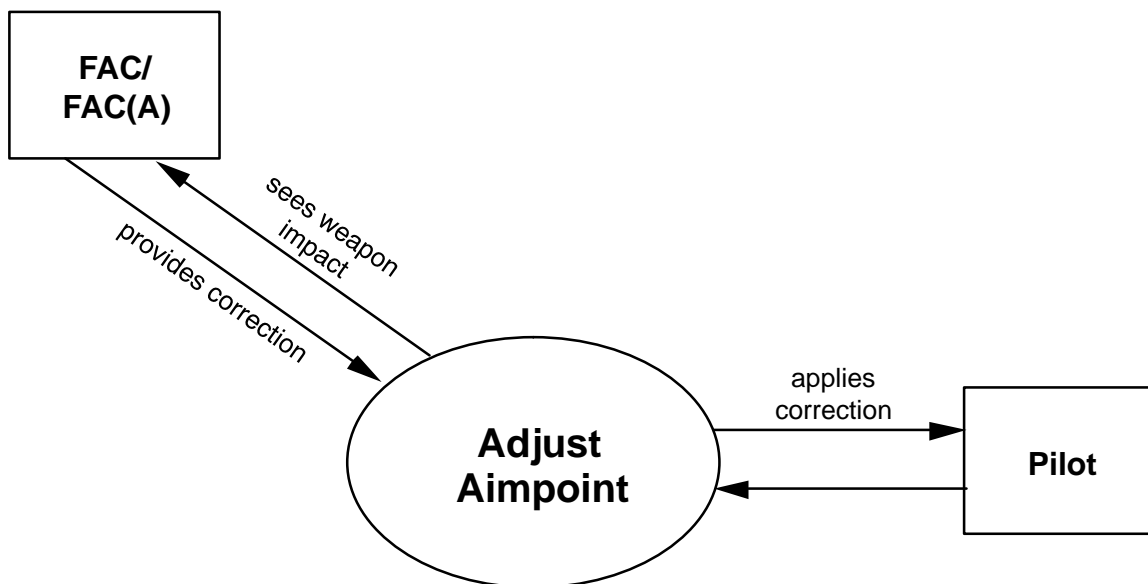 FAC/
FAC(A)
sees weapon
impact
provides correction
Adjust
Aimpoint
applies
correction
Pilot